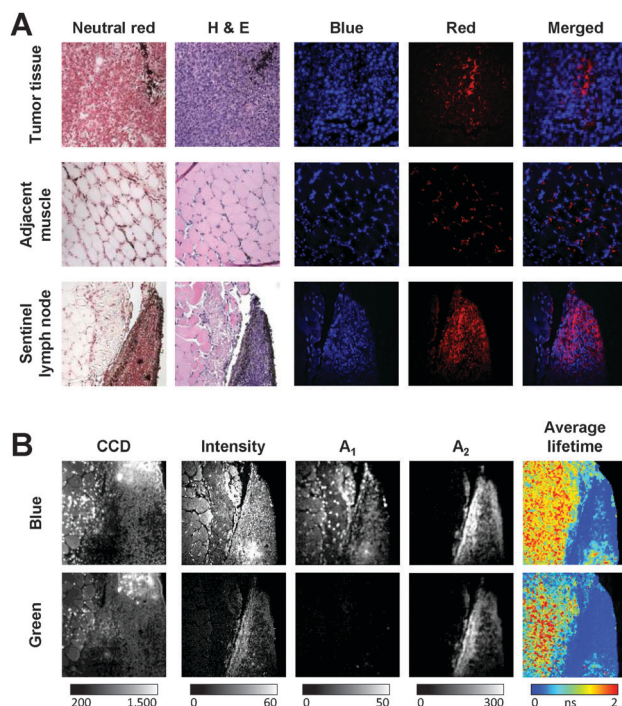 A
Neutral red
H & E
Blue
Red
Merged
Tumor tissue
Adjacent muscle
Sentinel lymph node
B
CCD
Intensity
A₁
A₂
Average lifetime
Blue
Green
200 1.500
0 60
0 50
0 300
0 ns 2